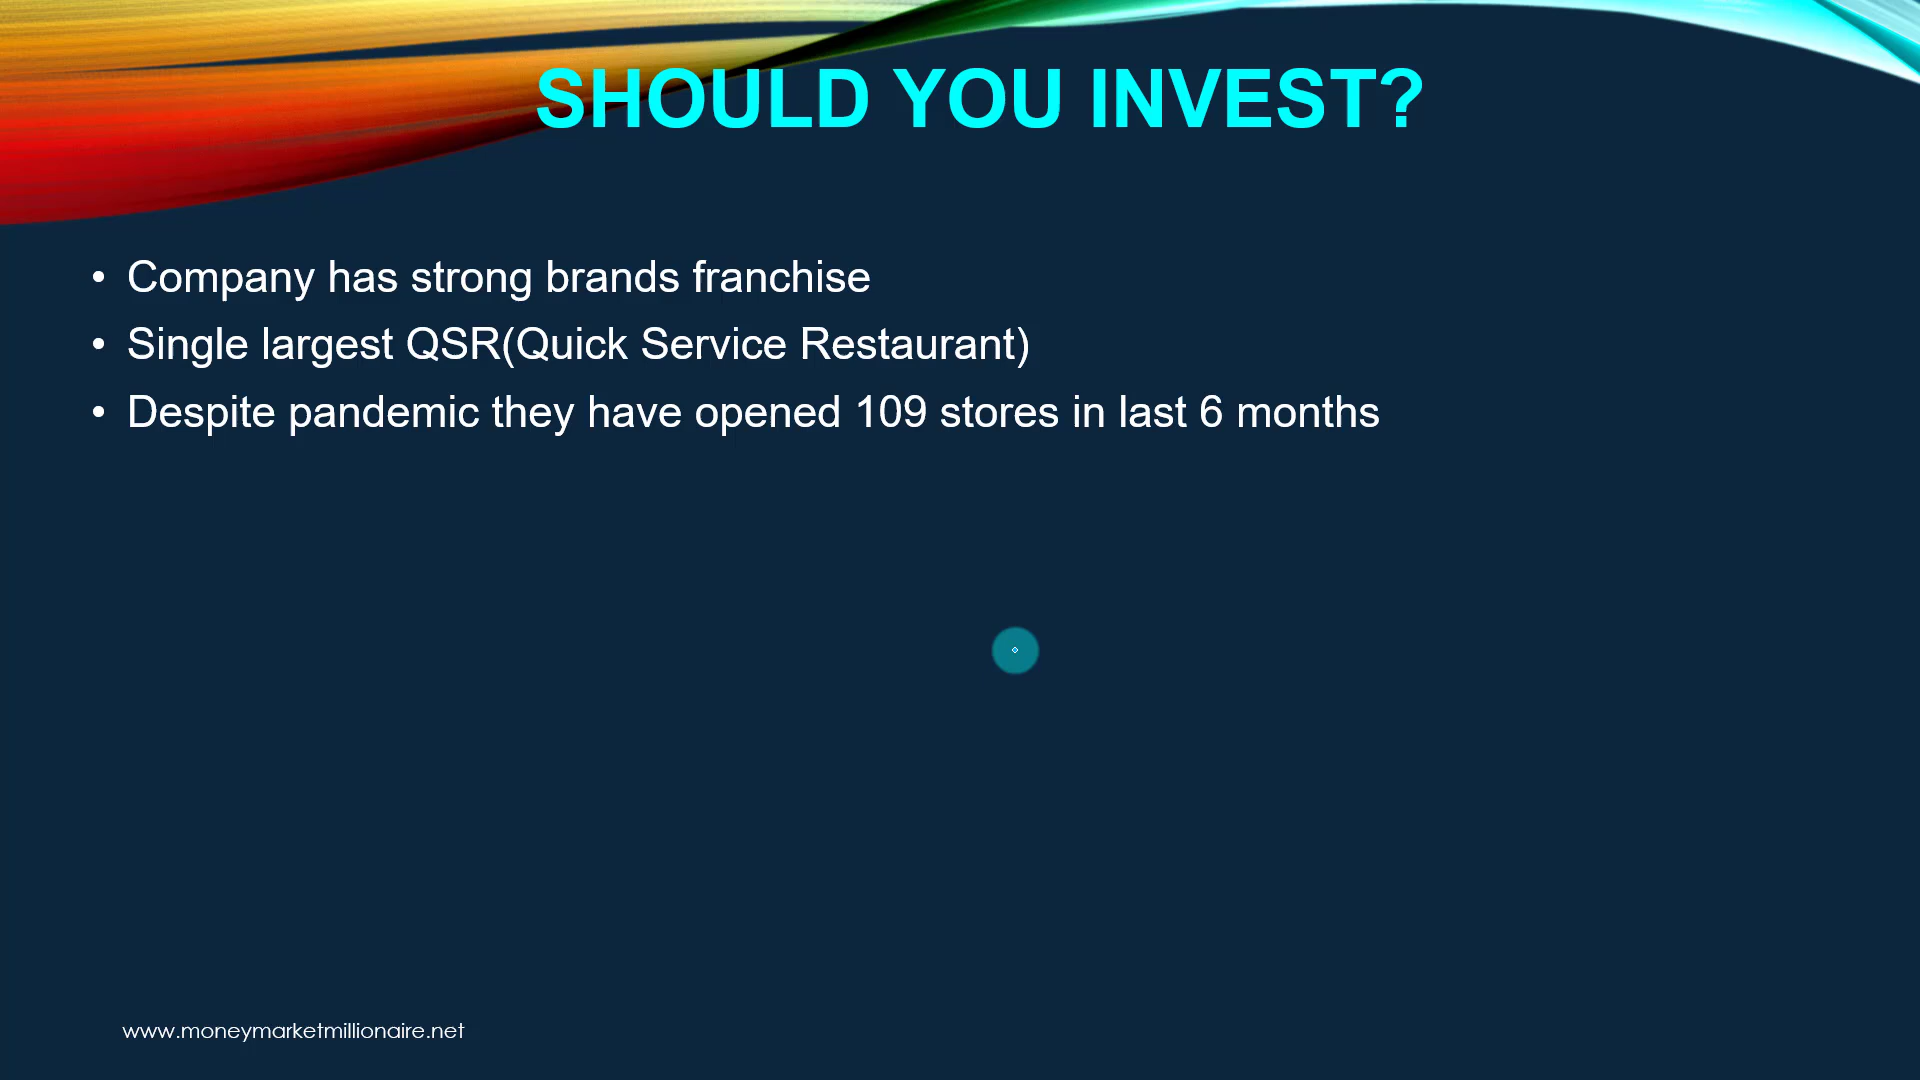 SHOULD YOU INVEST?
• Company has strong brands franchise
• Single largest QSR(Quick Service Restaurant)
• Despite pandemic they have opened 109 stores in last 6 months
www.moneymarketmillionaire.net